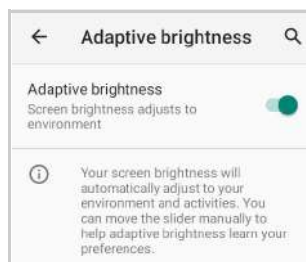 Adaptive brightness
Adaptive brightness
Screen brightness adjusts to
environment
Your screen brightness will
automatically adjust to your
environment and activities. You
can move the slider manually to
help adaptive brightness learn your
preferences.